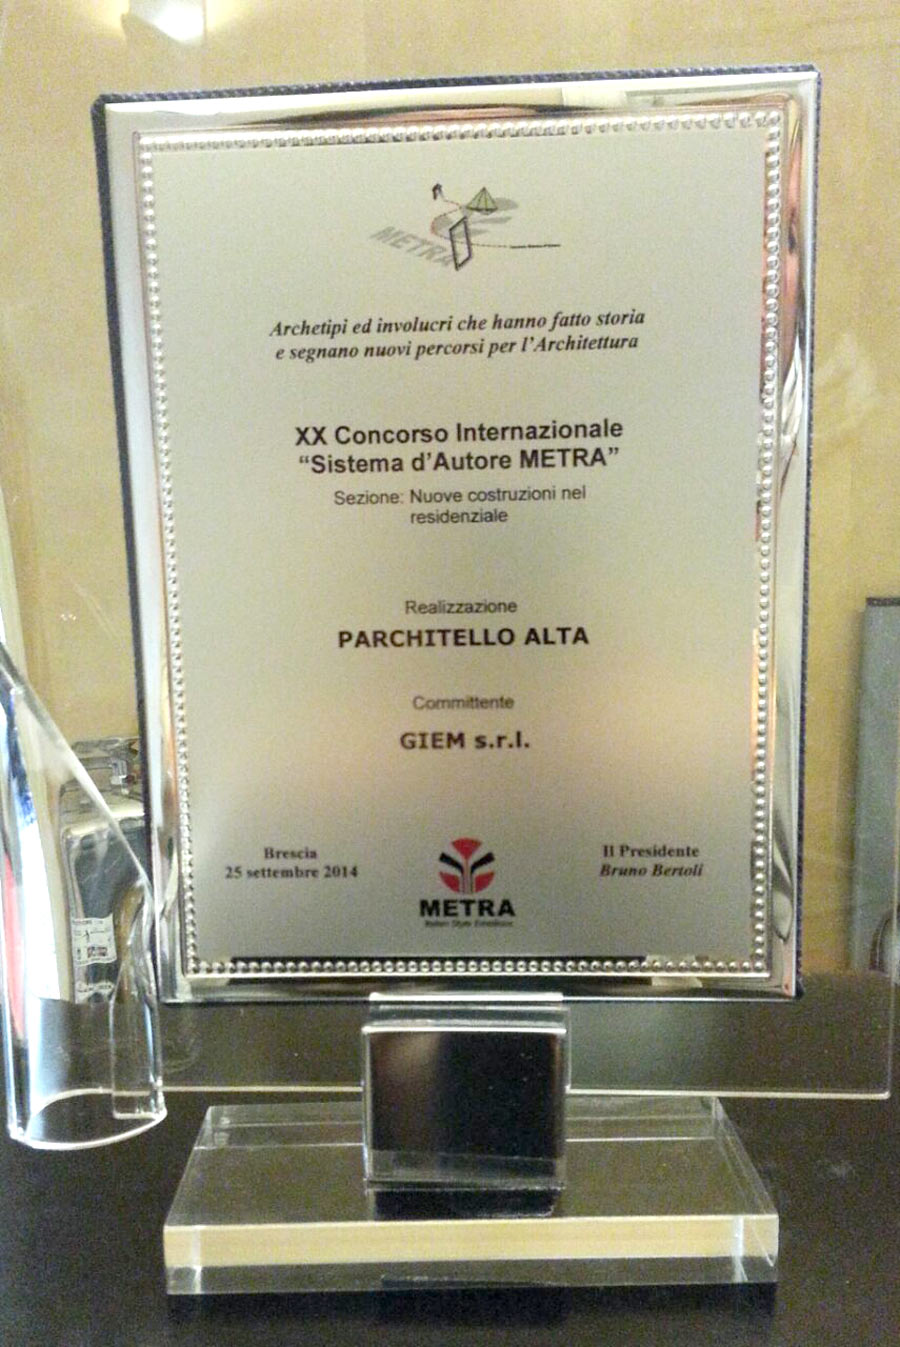 METRA
Archetipi ed involucri che hanno fatto storia
e segnano nuovi percorsi per l'Architettura
XX Concorso Internazionale
“Sistema d'Autore METRA”
Sezione: Nuove costruzioni nel
residenziale
Realizzazione
PARCHITELLO ALTA
Committente
GIEM s.r.l.
Brescia
25 settembre 2014
METRA
Il Presidente
Bruno Bertoli